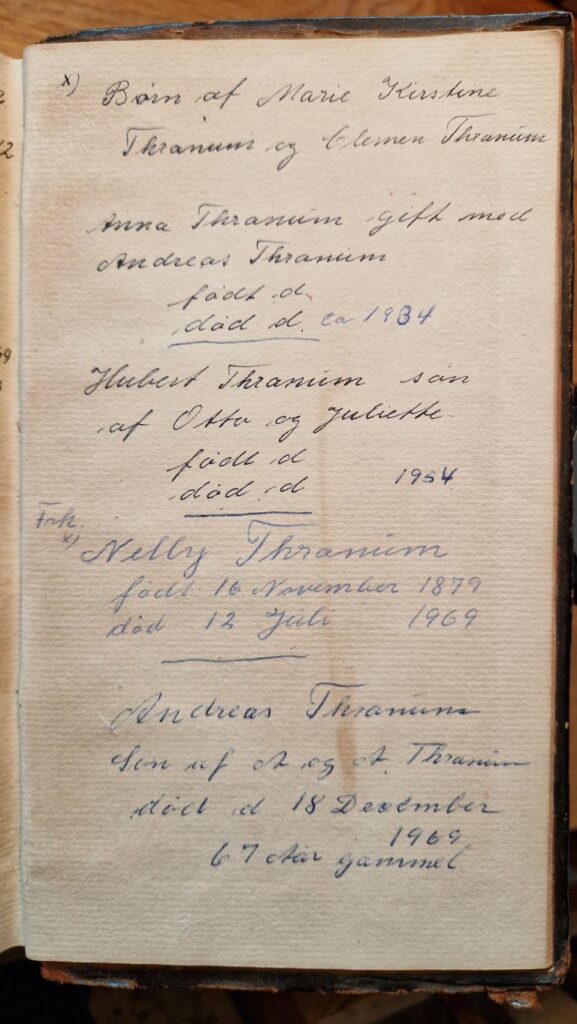 x) Børn af Marie Kirstine
Thranum og Clemen Thranum
Anna Thranum gift med
Andreas Thranum
født d.
død d. ca 1934
Hubert Thranum søn
af Otto og Juliette
født d
død d 1954
Frk.
x) Nelly Thranum
født 16 November 1879
død 12 Juli 1969
Andreas Thranum
Søn af A og A Thranum
død d 18 December
1969
67 Aar gammel